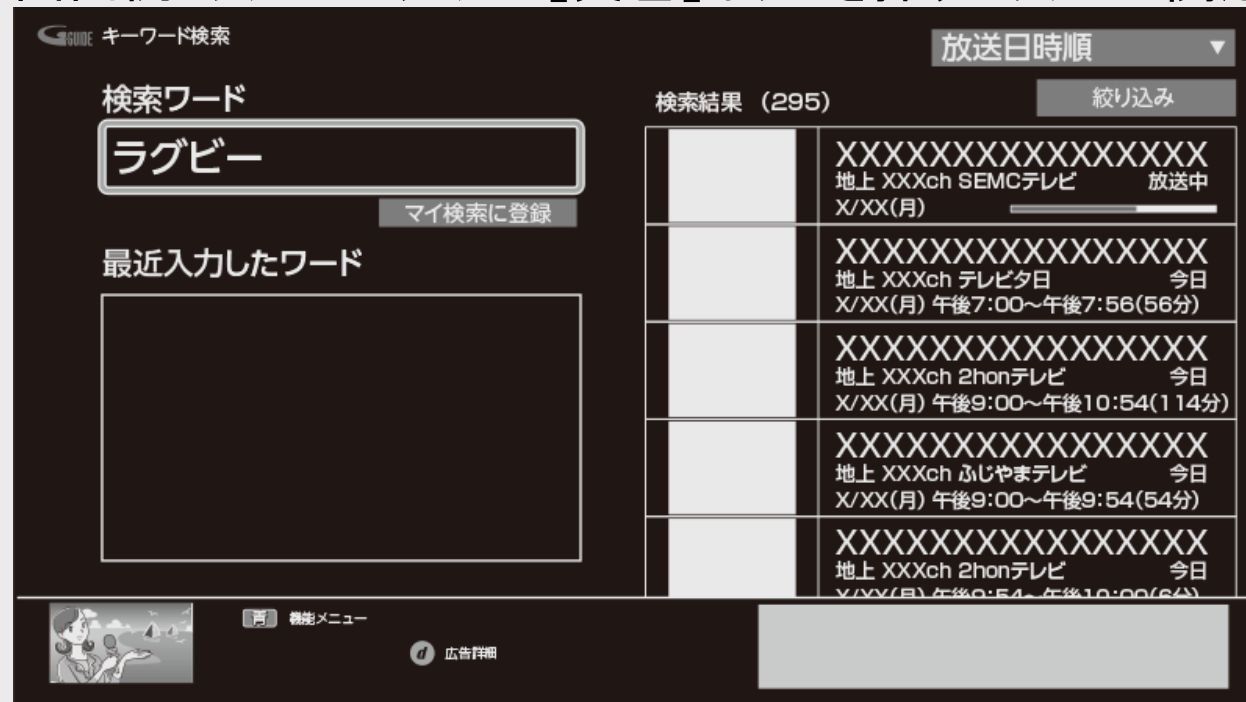 GGUIDE キーワード検索
放送日時順 ▼
検索ワード
ラグビー
マイ検索に登録
最近入力したワード
検索結果 (295)
絞り込み
XXXXXXXXXXXXXXXX
地上 XXXch SEMCテレビ 放送中
X/XX(月)
XXXXXXXXXXXXXXXX
地上 XXXch テレビ夕日 今日
X/XX(月) 午後7:00〜午後7:56(56分)
XXXXXXXXXXXXXXXX
地上 XXXch 2honテレビ 今日
X/XX(月) 午後9:00〜午後10:54(114分)
XXXXXXXXXXXXXXXX
地上 XXXch ふじやまテレビ 今日
X/XX(月) 午後9:00〜午後9:54(54分)
XXXXXXXXXXXXXXXX
地上 XXXch 2honテレビ 今日
青 機能メニュー
d 広告詳細